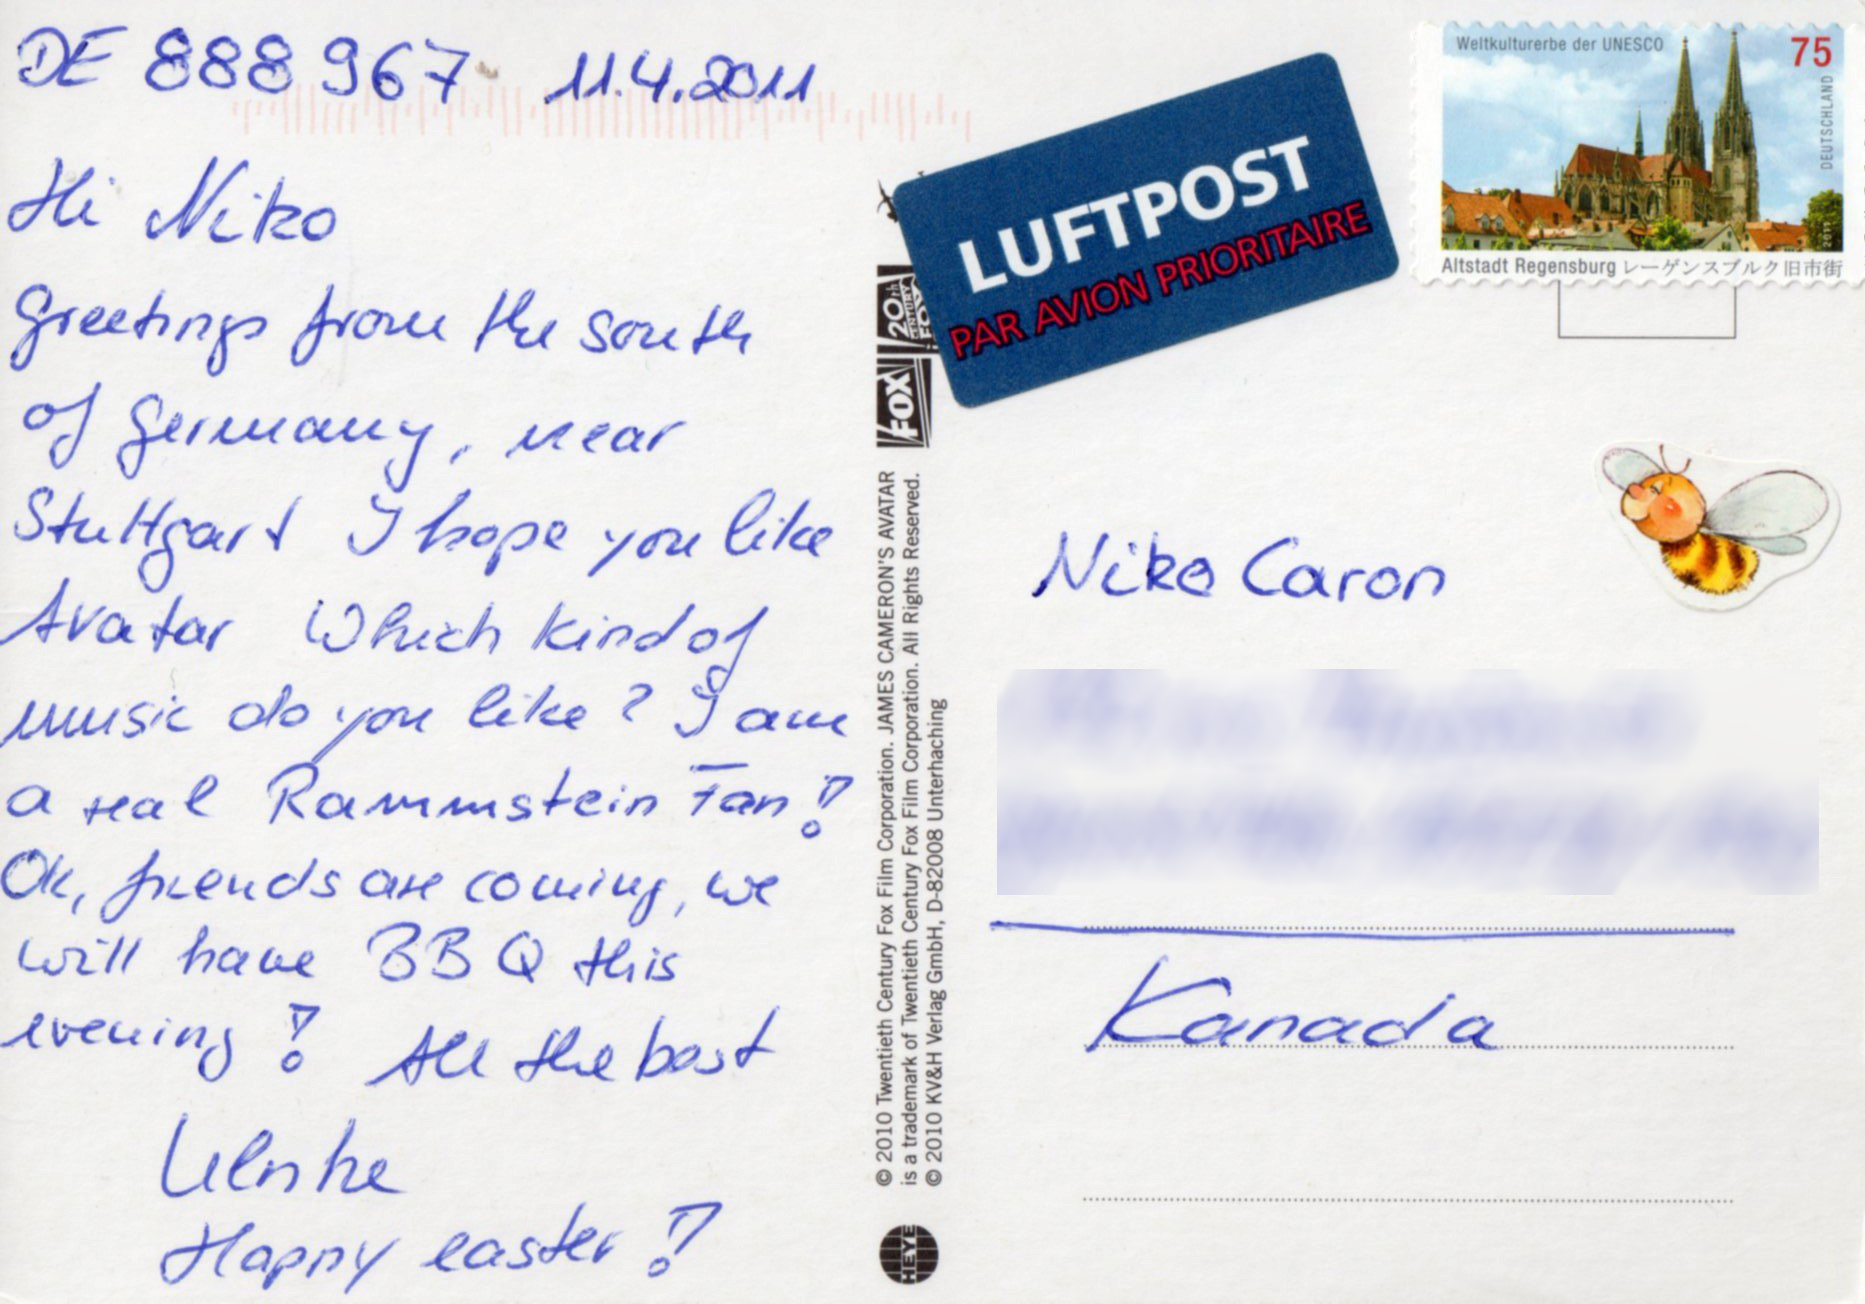 DE 888 967 11.4.2011
Hi Niko
Greetings from the south
of Germany, near
Stuttgart I hope you like
Avatar Which kind of
music do you like? I am
a real Rammstein Fan!
Ok, friends are coming, we
will have BBQ this
evening! All the best
Ulrike
Happy easter!
20th
CENTURY
FOX
FOX
© 2010 Twentieth Century Fox Film Corporation. JAMES CAMERON'S AVATAR
is a trademark of Twentieth Century Fox Film Corporation. All Rights Reserved.
© 2010 KV&H Verlag GmbH, D-82008 Unterhaching
HEYE
LUFTPOST
PAR AVION PRIORITAIRE
Weltkulturerbe der UNESCO 75
DEUTSCHLAND
2011
Altstadt Regensburg レーゲンスブルク旧市街
Niko Caron
Kanada